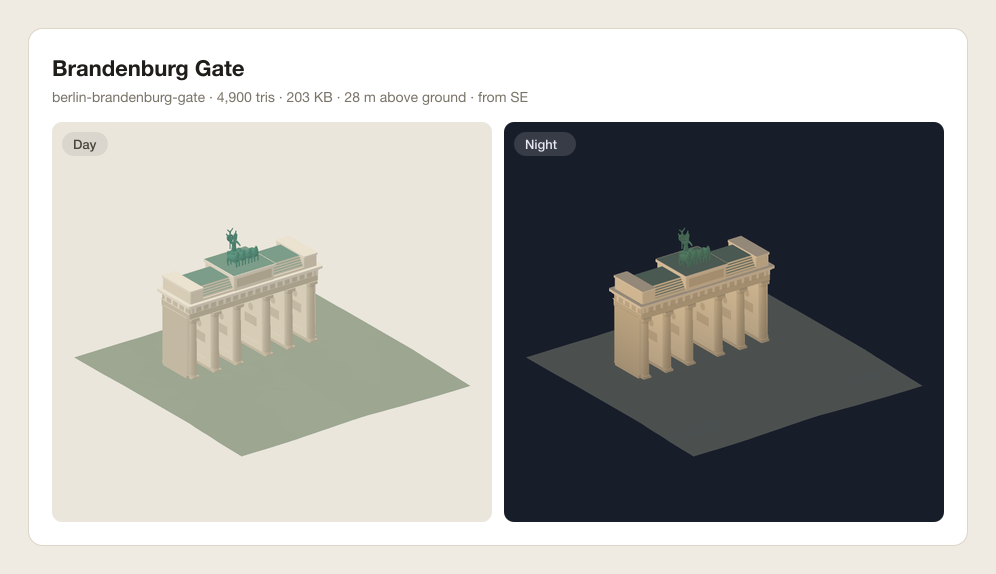 Brandenburg Gate
berlin-brandenburg-gate · 4,900 tris · 203 KB · 28 m above ground · from SE
Day
Night